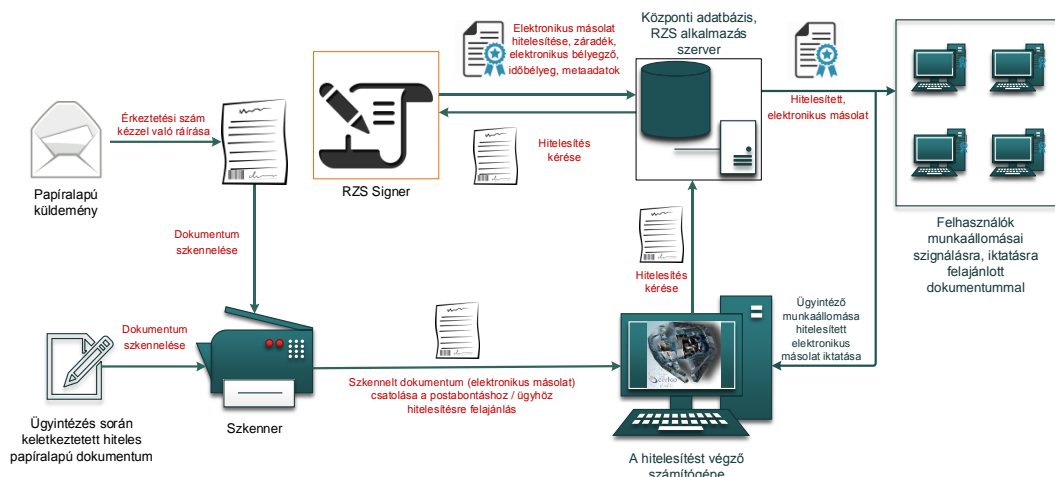 Elektronikus másolat
hitelesítése, záradék,
elektronikus bélyegző,
időbélyeg, metaadatok
Központi adatbázis,
RZS alkalmazás
szerver
Érkeztetési szám
kézzel való ráírása
Hitelesített,
elektronikus másolat
Hitelesítés
kérése
Papíralapú
küldemény
RZS Signer
Felhasználók
munkaállomásai
szignálásra, iktatásra
felajánlott
dokumentummal
Dokumentum
szkennelése
Hitelesítés
kérése
Ügyintéző
munkaállomása
hitelesített
elektronikus
másolat iktatása
Dokumentum
szkennelése
Szkennelt dokumentum (elektronikus másolat)
csatolása a postabontáshoz / ügyhöz
hitelesítésre felajánlás
Ügyintézés során
keletkeztetett hiteles
papíralapú dokumentum
Szkenner
A hitelesítést végző
számítógépe